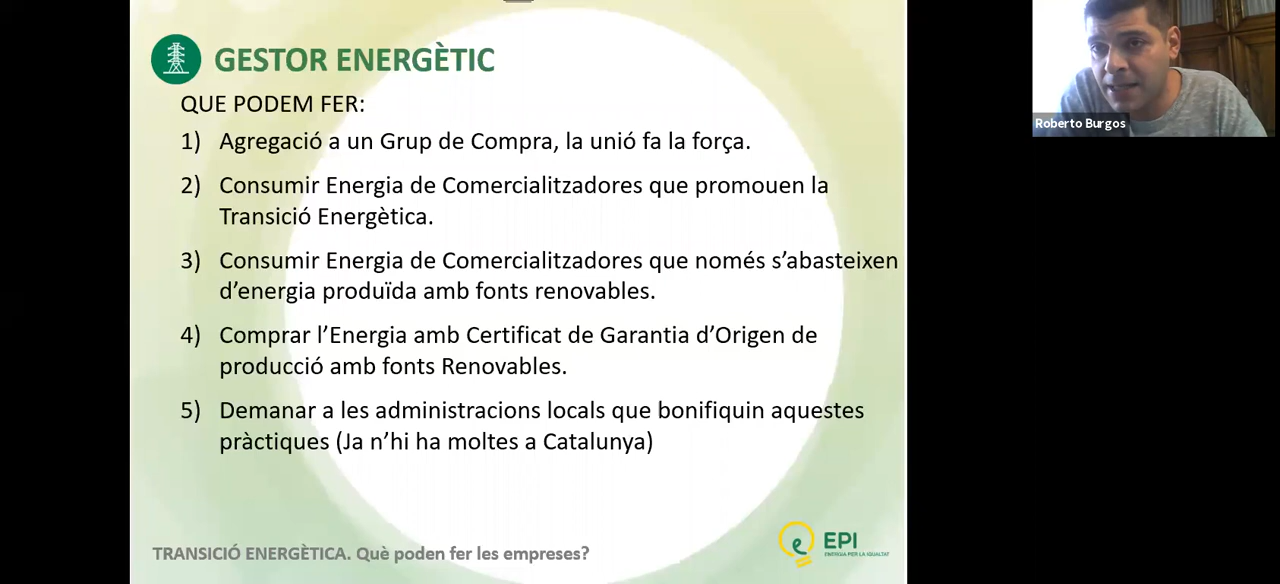 GESTOR ENERGÈTIC
QUE PODEM FER:
1) Agregació a un Grup de Compra, la unió fa la força.
2) Consumir Energia de Comercialitzadores que promouen la
Transició Energètica.
3) Consumir Energia de Comercialitzadores que només s’abasteixen
d’energia produïda amb fonts renovables.
4) Comprar l’Energia amb Certificat de Garantia d’Origen de
producció amb fonts Renovables.
5) Demanar a les administracions locals que bonifiquin aquestes
pràctiques (Ja n’hi ha moltes a Catalunya)
TRANSICIÓ ENERGÈTICA. Què poden fer les empreses?
e EPI
ENERGIA PER LA IGUALTAT
Roberto Burgos